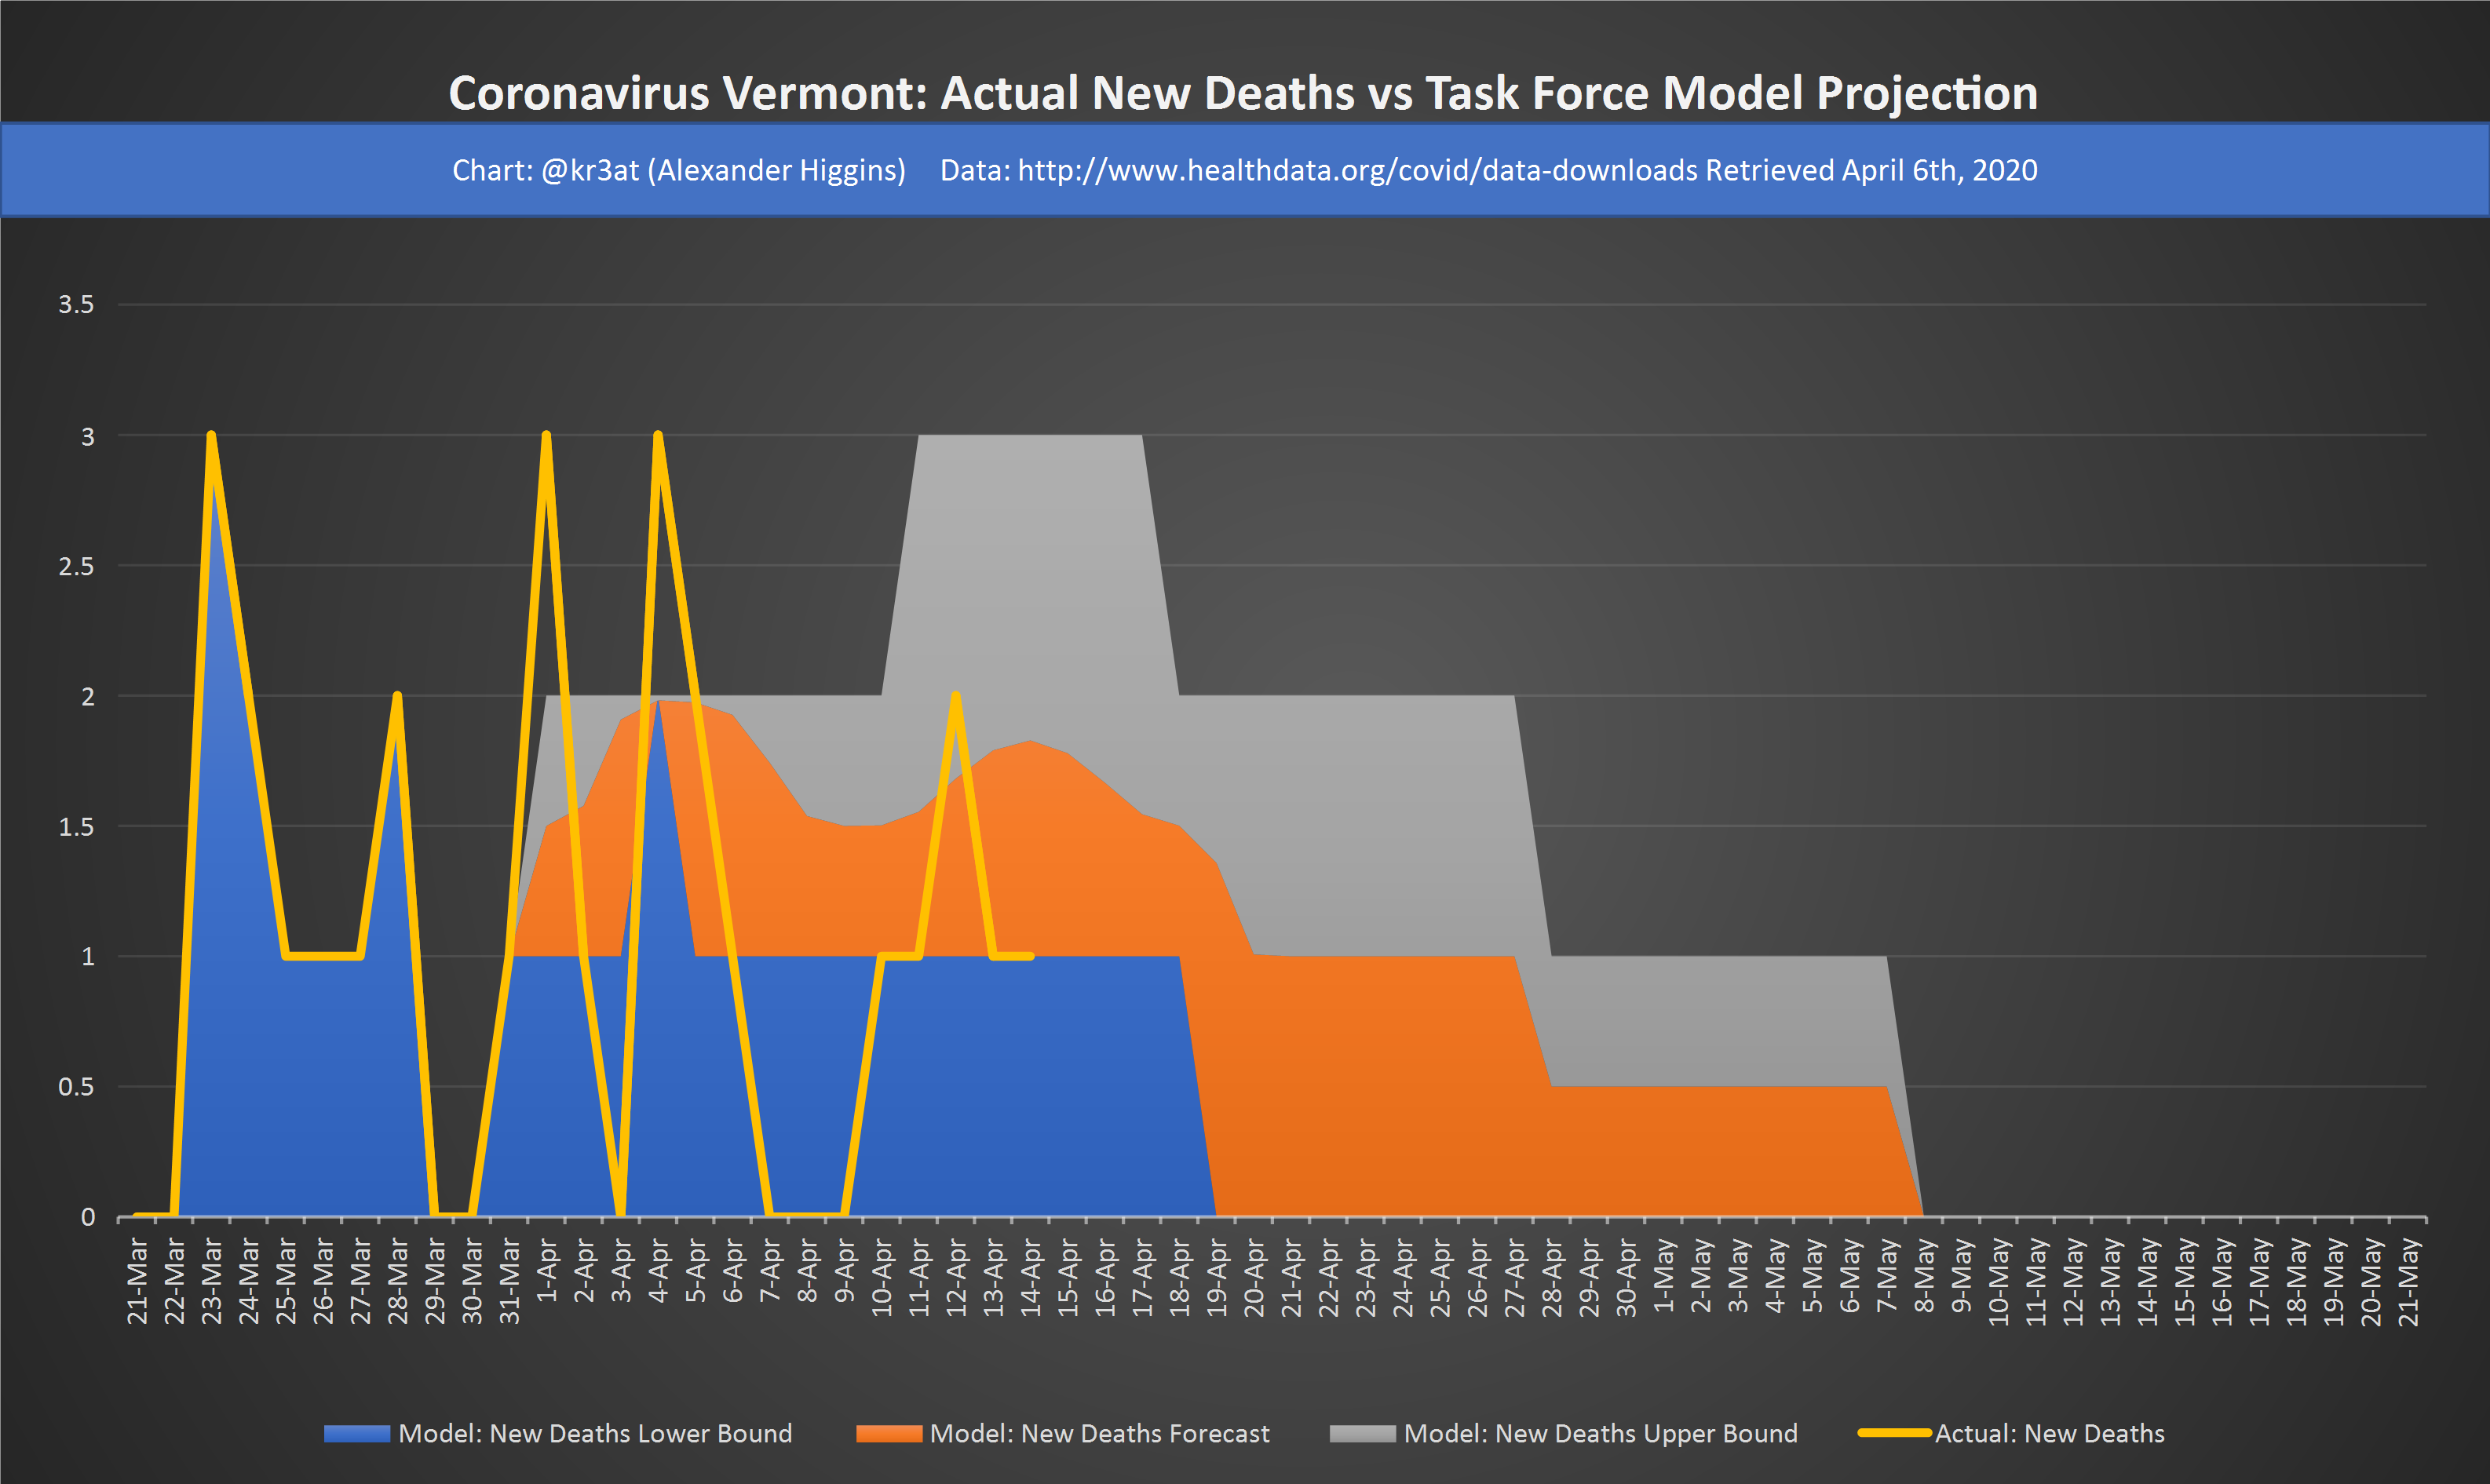 Coronavirus Vermont: Actual New Deaths vs Task Force Model Projection
Chart: @kr3at (Alexander Higgins) Data: http://www.healthdata.org/covid/data-downloads Retrieved April 6th, 2020
3.5
3
2.5
2
1.5
1
0.5
0
21-Mar
22-Mar
23-Mar
24-Mar
25-Mar
26-Mar
27-Mar
28-Mar
29-Mar
30-Mar
31-Mar
1-Apr
2-Apr
3-Apr
4-Apr
5-Apr
6-Apr
7-Apr
8-Apr
9-Apr
10-Apr
11-Apr
12-Apr
13-Apr
14-Apr
15-Apr
16-Apr
17-Apr
18-Apr
19-Apr
20-Apr
21-Apr
22-Apr
23-Apr
24-Apr
25-Apr
26-Apr
27-Apr
28-Apr
29-Apr
30-Apr
1-May
2-May
3-May
4-May
5-May
6-May
7-May
8-May
9-May
10-May
11-May
12-May
13-May
14-May
15-May
16-May
17-May
18-May
19-May
20-May
21-May
Model: New Deaths Lower Bound
Model: New Deaths Forecast
Model: New Deaths Upper Bound
Actual: New Deaths